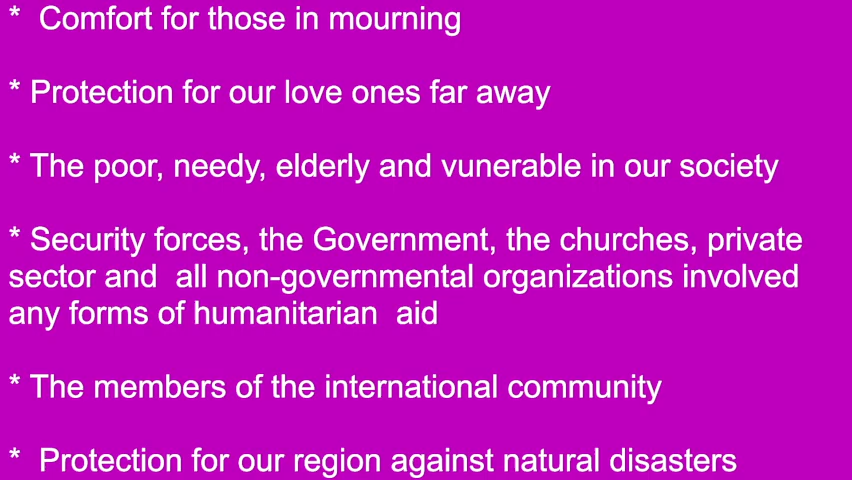 *  Comfort for those in mourning
* Protection for our love ones far away
* The poor, needy, elderly and vunerable in our society
* Security forces, the Government, the churches, private
sector and  all non-governmental organizations involved
any forms of humanitarian  aid
* The members of the international community
*  Protection for our region against natural disasters